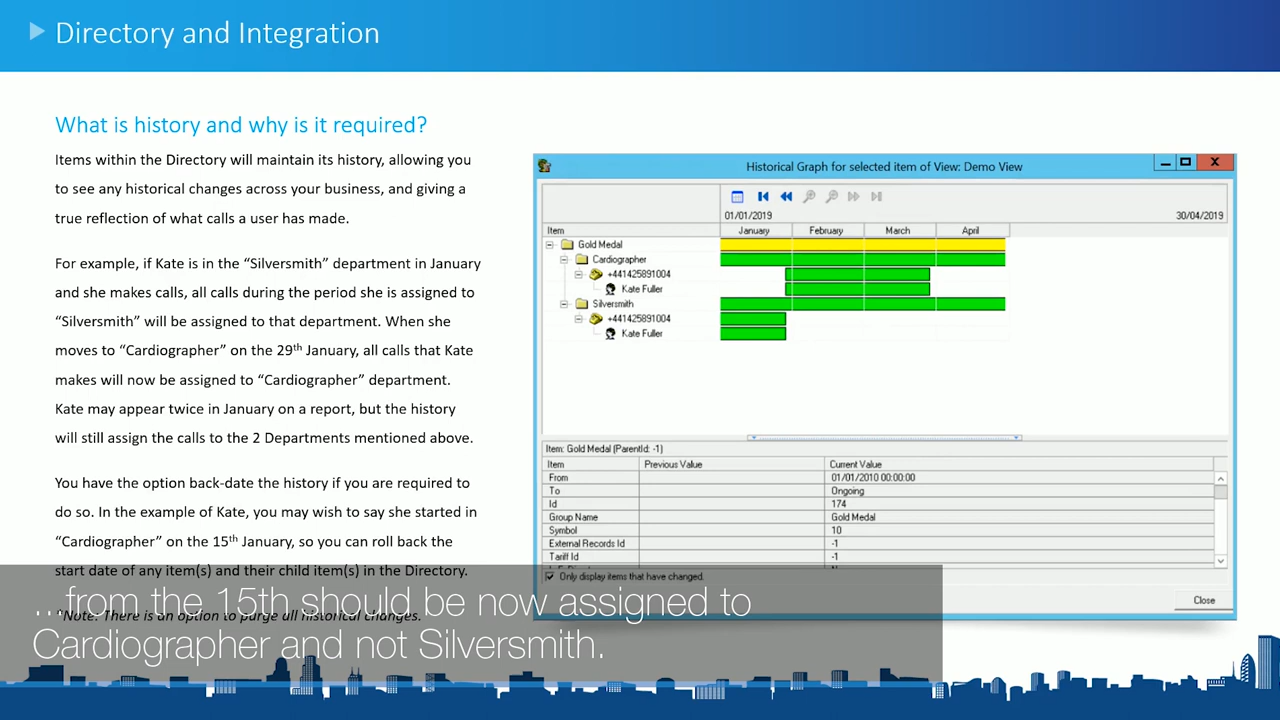 Directory and Integration
What is history and why is it required?
Items within the Directory will maintain its history, allowing you
to see any historical changes across your business, and giving a
true reflection of what calls a user has made.
For example, if Kate is in the “Silversmith” department in January
and she makes calls, all calls during the period she is assigned to
“Silversmith” will be assigned to that department. When she
moves to “Cardiographer” on the 29th January, all calls that Kate
makes will now be assigned to “Cardiographer” department.
Kate may appear twice in January on a report, but the history
will still assign the calls to the 2 Departments mentioned above.
You have the option back-date the history if you are required to
do so. In the example of Kate, you may wish to say she started in
“Cardiographer” on the 15th January, so you can roll back the
start date of any item(s) and their child item(s) in the Directory.
*Note: There is an option to purge all historical changes.
Historical Graph for selected item of View: Demo View
01/01/2019 30/04/2019
Item January February March April
Gold Medal
Cardiographer
+441425891004
Kate Fuller
Silversmith
+441425891004
Kate Fuller
Item: Gold Medal (ParentId: -1)
Item Previous Value Current Value
From 01/01/2010 00:00:00
To Ongoing
Id 174
Group Name Gold Medal
Symbol 10
External Records Id -1
Tariff Id -1
Only display items that have changed.
Close
...from the 15th should be now assigned to
Cardiographer and not Silversmith.